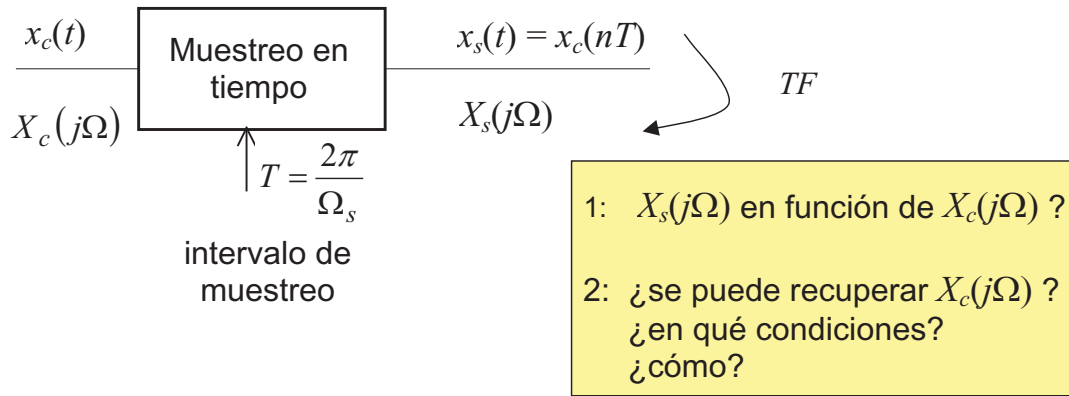 x_c(t)
Muestreo en
tiempo
x_s(t) = x_c(nT)
TF
X_c(jΩ)
X_s(jΩ)
T = 2π/Ω_s
intervalo de
muestreo
1: X_s(jΩ) en función de X_c(jΩ) ?
2: ¿se puede recuperar X_c(jΩ) ?
¿en qué condiciones?
¿cómo?